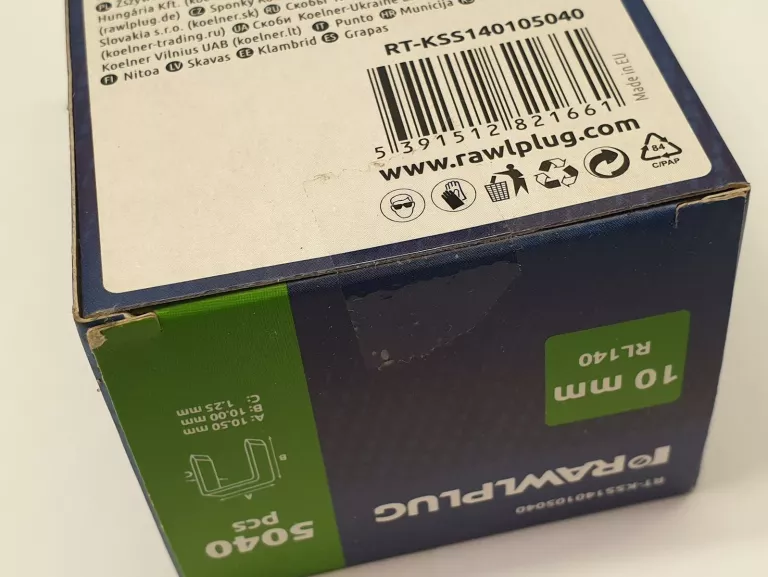 Hungária Kft.
(rawlplug.de) (koelner.sk) RU
Slovakia s.r.o. (koelner.sk)
(koelner-trading.ru) UA Скоби Koelner-Ukraine
Koelner Vilnius UAB (koelner.lt) IT Punto HR Municija
FI Nitoa LV Skavas EE Klambrid ES Grapas
RT-KSS140105040
Made in EU
5 391512 821661
www.rawlplug.com
84
C/PAP
10 mm
RL140
RAWLPLUG
RT-KSS140105040
A: 10.50 mm
B: 10.00 mm
C: 1.25 mm
A
B
C
5040
pcs